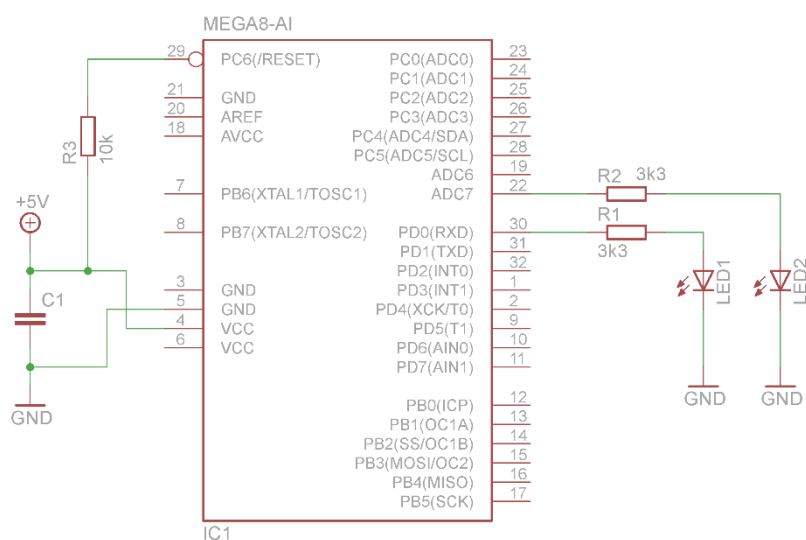 MEGA8-AI
29 PC6(/RESET)
21 GND
20 AREF
18 AVCC
7 PB6(XTAL1/TOSC1)
8 PB7(XTAL2/TOSC2)
3 GND
5 GND
4 VCC
6 VCC
PC0(ADC0) 23
PC1(ADC1) 24
PC2(ADC2) 25
PC3(ADC3) 26
PC4(ADC4/SDA) 27
PC5(ADC5/SCL) 28
ADC6 19
ADC7 22
PD0(RXD) 30
PD1(TXD) 31
PD2(INT0) 32
PD3(INT1) 1
PD4(XCK/T0) 2
PD5(T1) 9
PD6(AIN0) 10
PD7(AIN1) 11
PB0(ICP) 12
PB1(OC1A) 13
PB2(SS/OC1B) 14
PB3(MOSI/OC2) 15
PB4(MISO) 16
PB5(SCK) 17
IC1
R3
10k
+5V
C1
GND
R2 3k3
R1
3k3
LED1
LED2
GND
GND